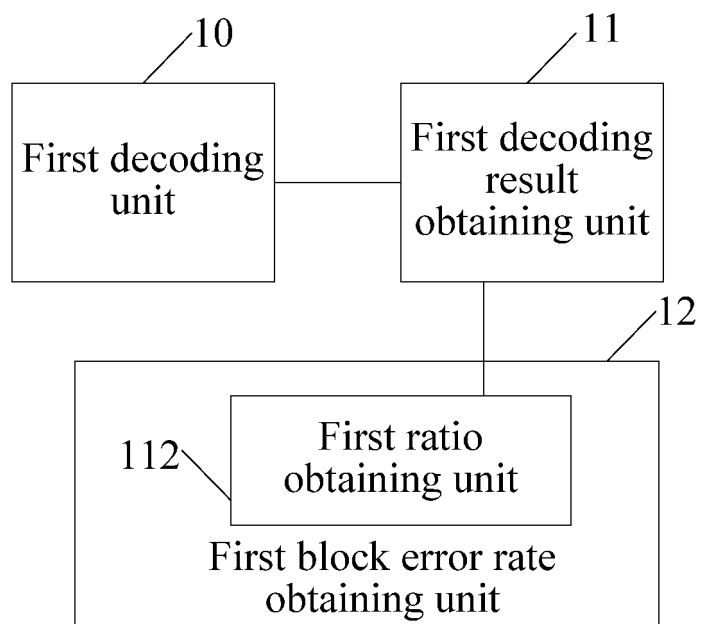 10
11
First decoding
unit
First decoding
result
obtaining unit
12
First ratio
obtaining unit
112
First block error rate
obtaining unit